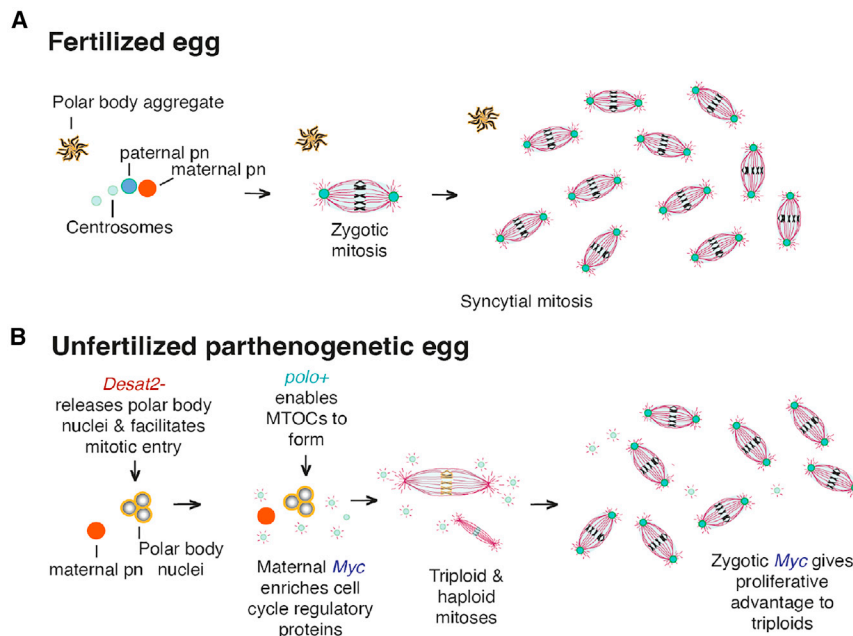 A
Fertilized egg
Polar body aggregate
paternal pn
maternal pn
Centrosomes
Zygotic
mitosis
Syncytial mitosis
B
Unfertilized parthenogenetic egg
Desat2-
releases polar body
nuclei & facilitates
mitotic entry
polo+
enables
MTOCs to
form
maternal pn
Polar body
nuclei
Maternal Myc
enriches cell
cycle regulatory
proteins
Triploid &
haploid
mitoses
Zygotic Myc gives
proliferative
advantage to
triploids